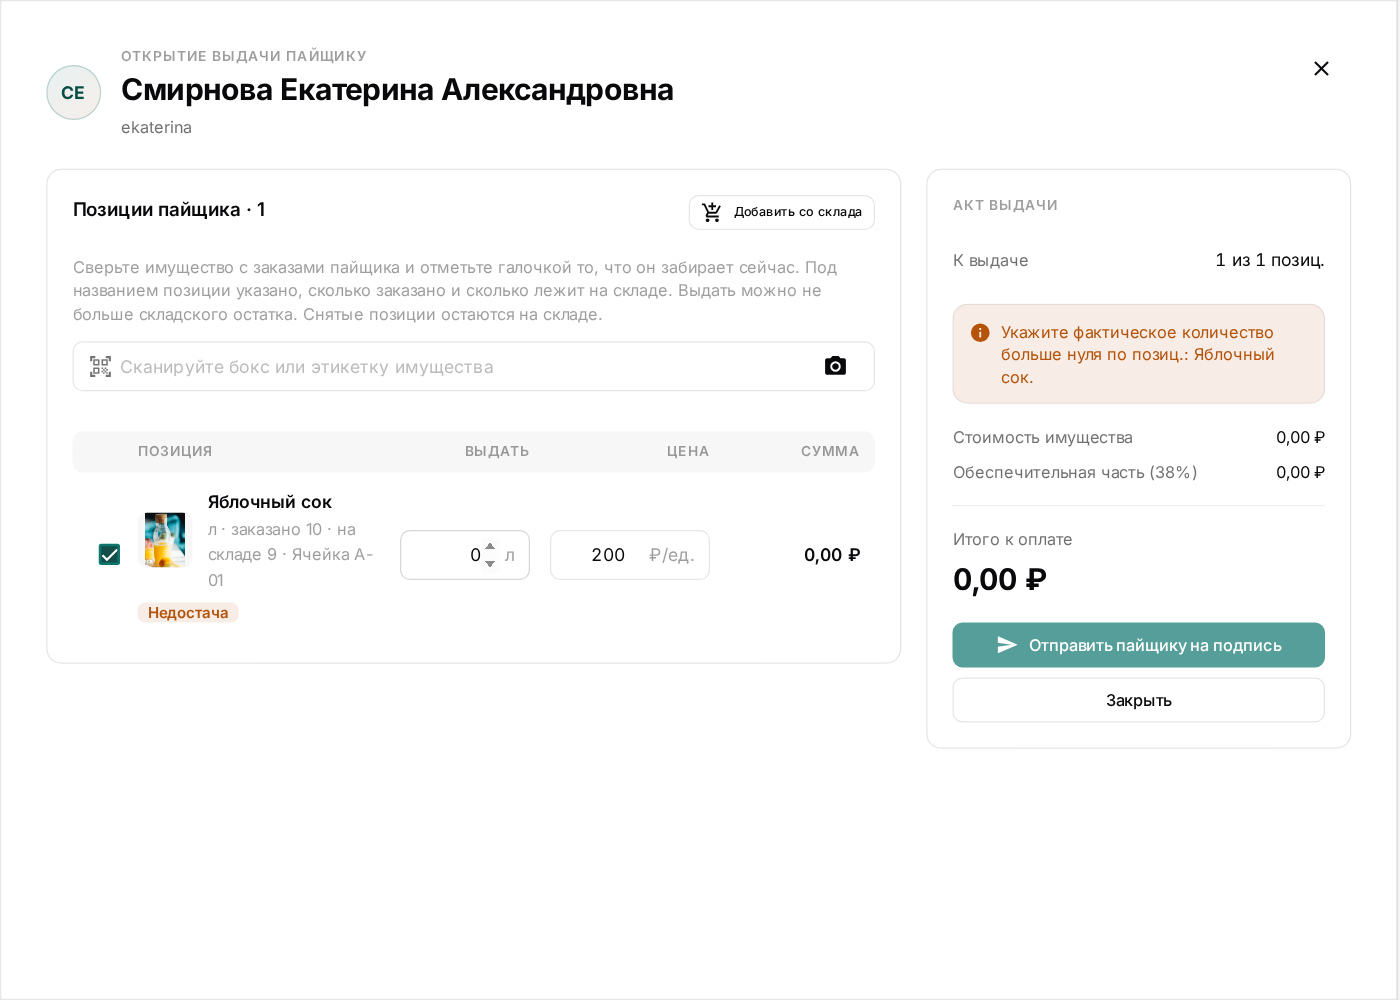 ОТКРЫТИЕ ВЫДАЧИ ПАЙЩИКУ
СЕ
Смирнова Екатерина Александровна
ekaterina
Позиции пайщика · 1
Добавить со склада
Сверьте имущество с заказами пайщика и отметьте галочкой то, что он забирает сейчас. Под
названием позиции указано, сколько заказано и сколько лежит на складе. Выдать можно не
больше складского остатка. Снятые позиции остаются на складе.
Сканируйте бокс или этикетку имущества
ПОЗИЦИЯ ВЫДАТЬ ЦЕНА СУММА
Яблочный сок
л · заказано 10 · на
складе 9 · Ячейка А-
01
0 л 200 ₽/ед. 0,00 ₽
Недостача
АКТ ВЫДАЧИ
К выдаче 1 из 1 позиц.
Укажите фактическое количество
больше нуля по позиц.: Яблочный
сок.
Стоимость имущества 0,00 ₽
Обеспечительная часть (38%) 0,00 ₽
Итого к оплате
0,00 ₽
Отправить пайщику на подпись
Закрыть